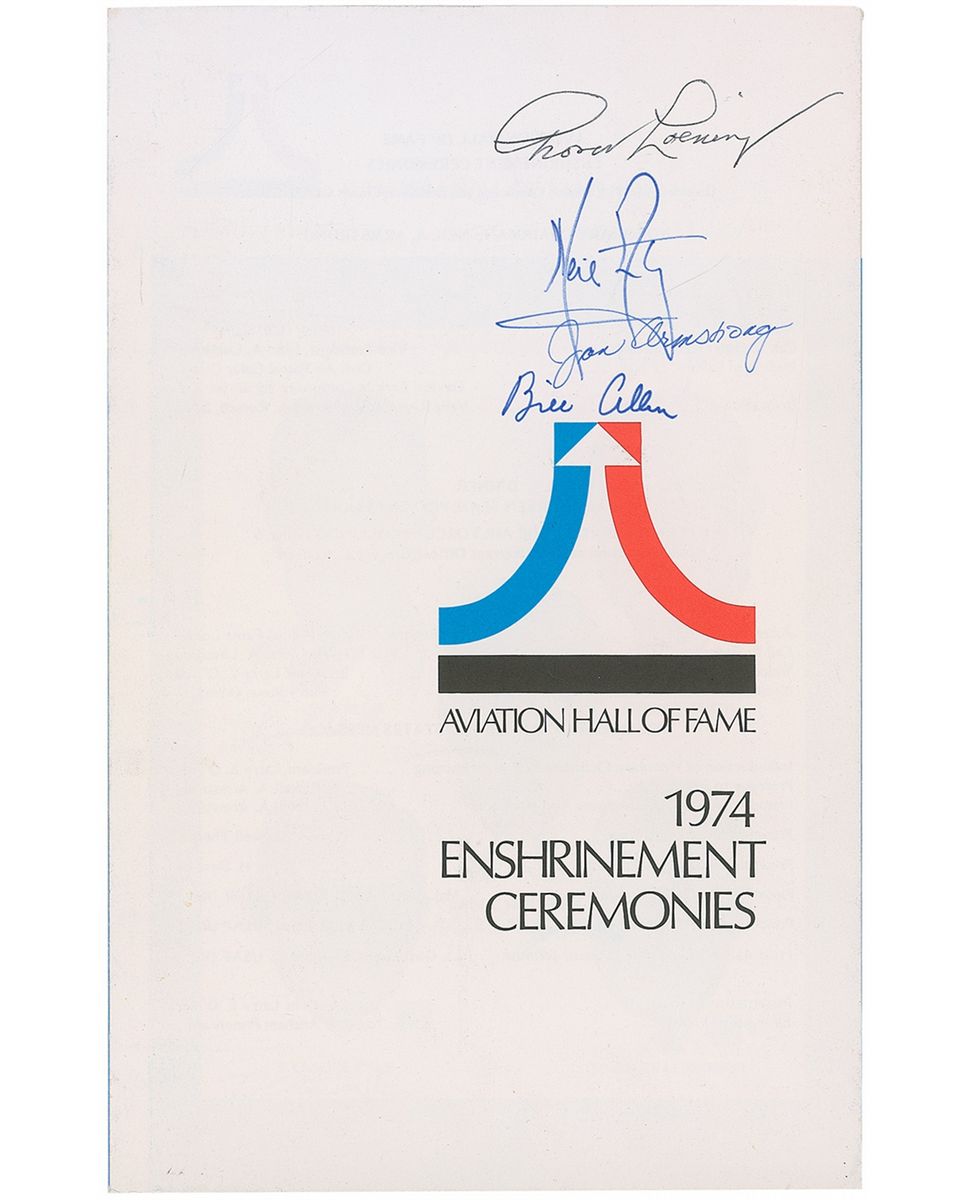 Grover Loening
Neil
Jan Armstrong
Bill Allen
AVIATION HALL OF FAME
1974
ENSHRINEMENT
CEREMONIES